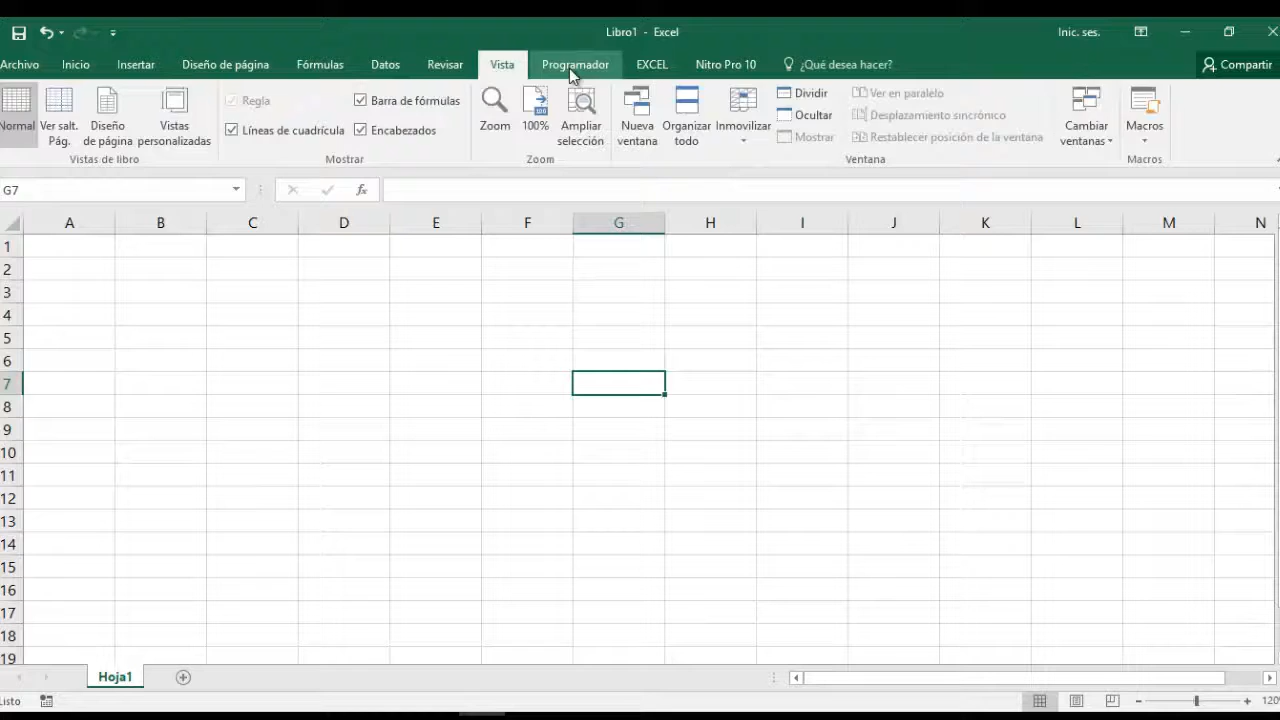 Libro1 - Excel
Inic. ses.
Archivo Inicio Insertar Diseño de página Fórmulas Datos Revisar Vista Programador EXCEL Nitro Pro 10 ¿Qué desea hacer? Compartir
Normal
Ver salt. Pág.
Diseño de página
Vistas personalizadas
Vistas de libro
Regla
Barra de fórmulas
Líneas de cuadrícula
Encabezados
Mostrar
Zoom
100
100%
Ampliar selección
Zoom
Nueva ventana
Organizar todo
Inmovilizar
Dividir
Ocultar
Mostrar
Ver en paralelo
Desplazamiento sincrónico
Restablecer posición de la ventana
Cambiar ventanas
Ventana
Macros
Macros
G7
fx
A B C D E F G H I J K L M N
1
2
3
4
5
6
7
8
9
10
11
12
13
14
15
16
17
18
19
Hoja1
Listo
120%